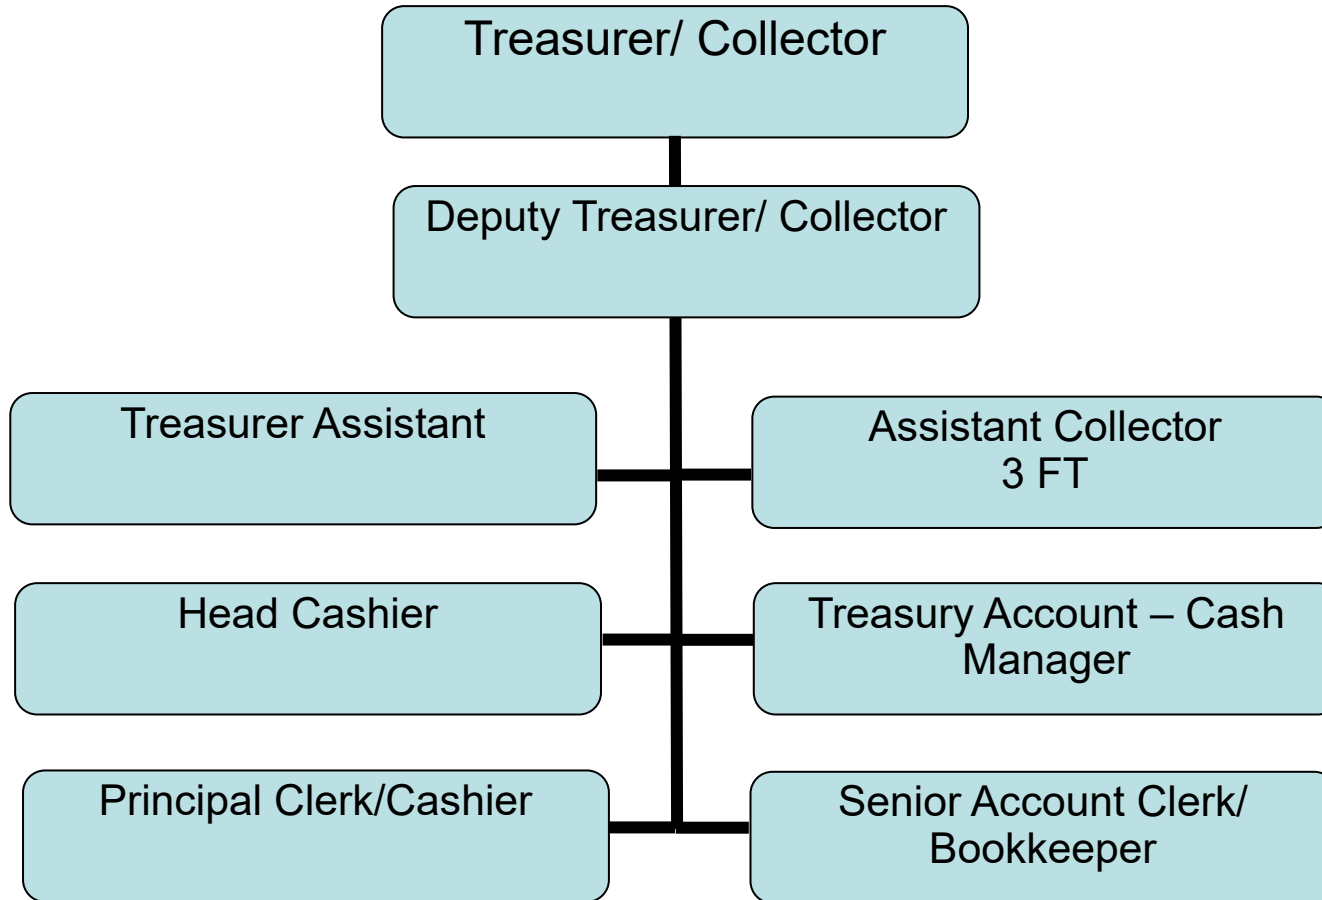 Treasurer/ Collector
Deputy Treasurer/ Collector
Treasurer Assistant
Assistant Collector
3 FT
Head Cashier
Treasury Account – Cash
Manager
Principal Clerk/Cashier
Senior Account Clerk/
Bookkeeper